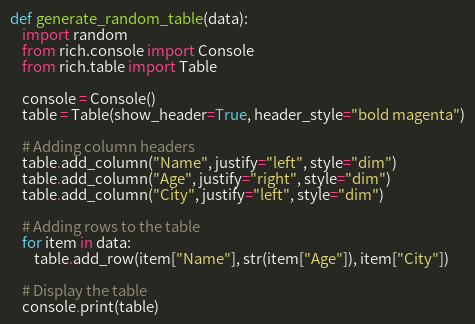 def generate_random_table(data):
    import random
    from rich.console import Console
    from rich.table import Table

    console = Console()
    table = Table(show_header=True, header_style="bold magenta")

    # Adding column headers
    table.add_column("Name", justify="left", style="dim")
    table.add_column("Age", justify="right", style="dim")
    table.add_column("City", justify="left", style="dim")

    # Adding rows to the table
    for item in data:
        table.add_row(item["Name"], str(item["Age"]), item["City"])

    # Display the table
    console.print(table)